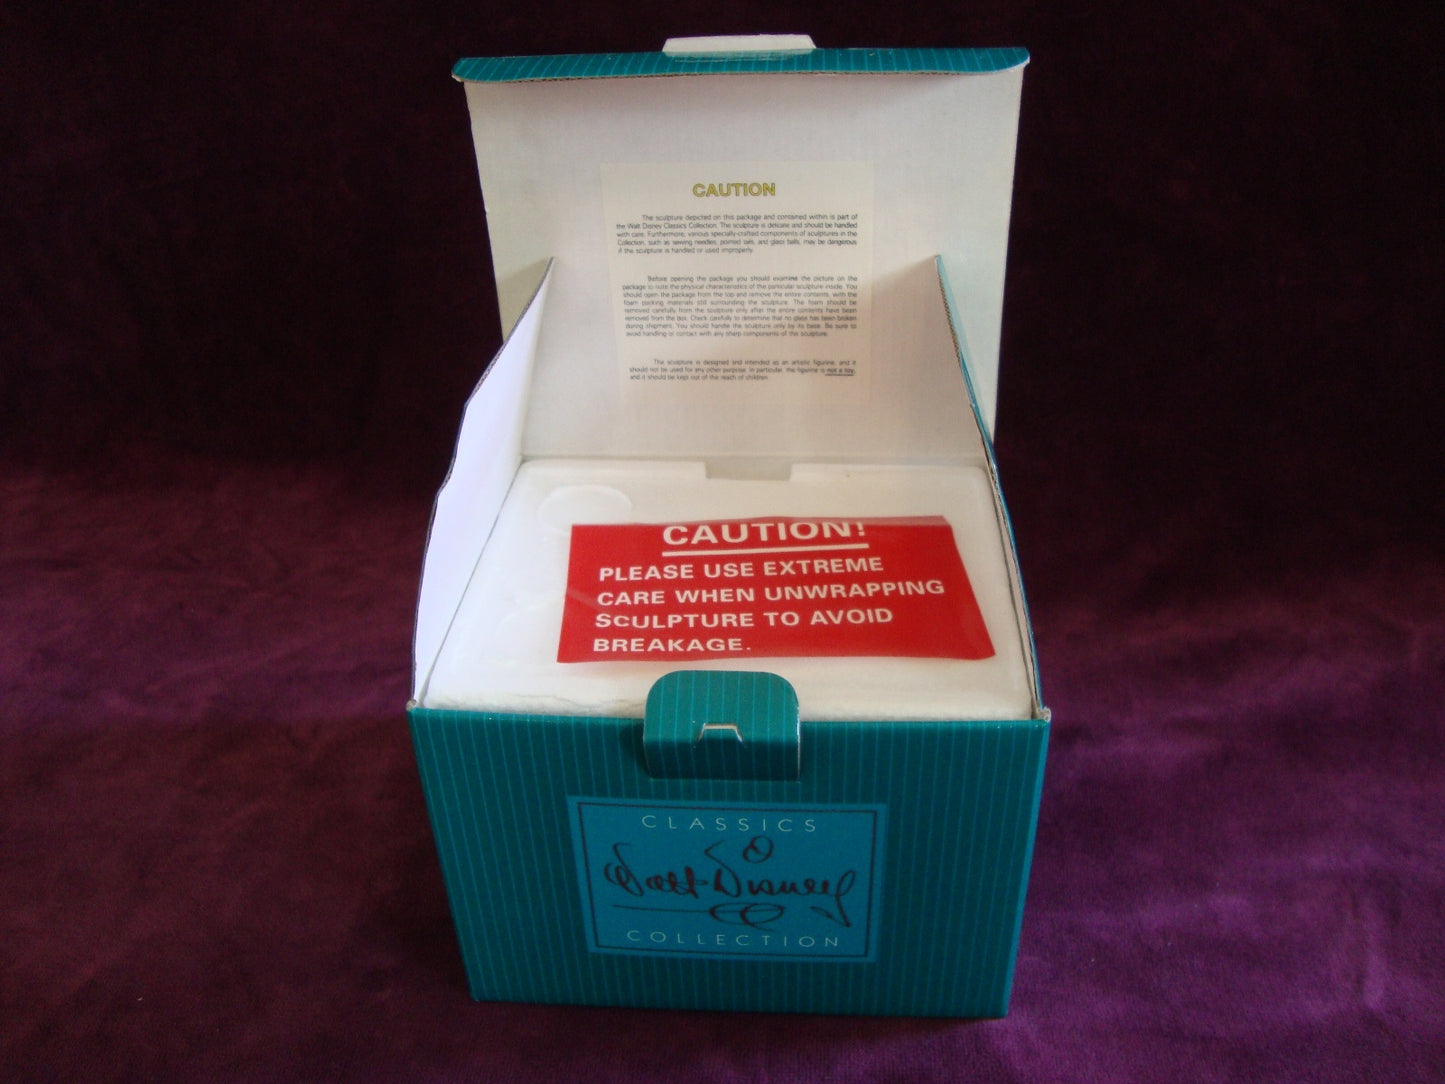 CAUTION
The sculpture depicted on this package and contained within is part of
the Walt Disney Classics Collection. The sculpture is delicate and should be handled
with care. Furthermore, various specially-crafted components of sculptures in the
Collection, such as sewing needles, pointed tails, and glass balls, may be dangerous
if the sculpture is handled or used improperly.
Before opening the package you should examine the picture on the
package to note the physical characteristics of the particular sculpture inside. You
should open the package from the top and remove the entire contents, with the
foam packing materials still surrounding the sculpture. The foam should be
removed carefully from the sculpture only after the entire contents have been
removed from the box. Check carefully to determine that no glass has been broken
during shipment. You should handle the sculpture only by its base. Be sure to
avoid handling or contact with any sharp components of this sculpture.
The sculpture is designed and intended as an artistic figurine, and it
should not be used for any other purpose. In particular, the figurine is not a toy,
and it should be kept out of the reach of children.
CAUTION!
PLEASE USE EXTREME
CARE WHEN UNWRAPPING
SCULPTURE TO AVOID
BREAKAGE.
CLASSICS
Walt Disney
COLLECTION